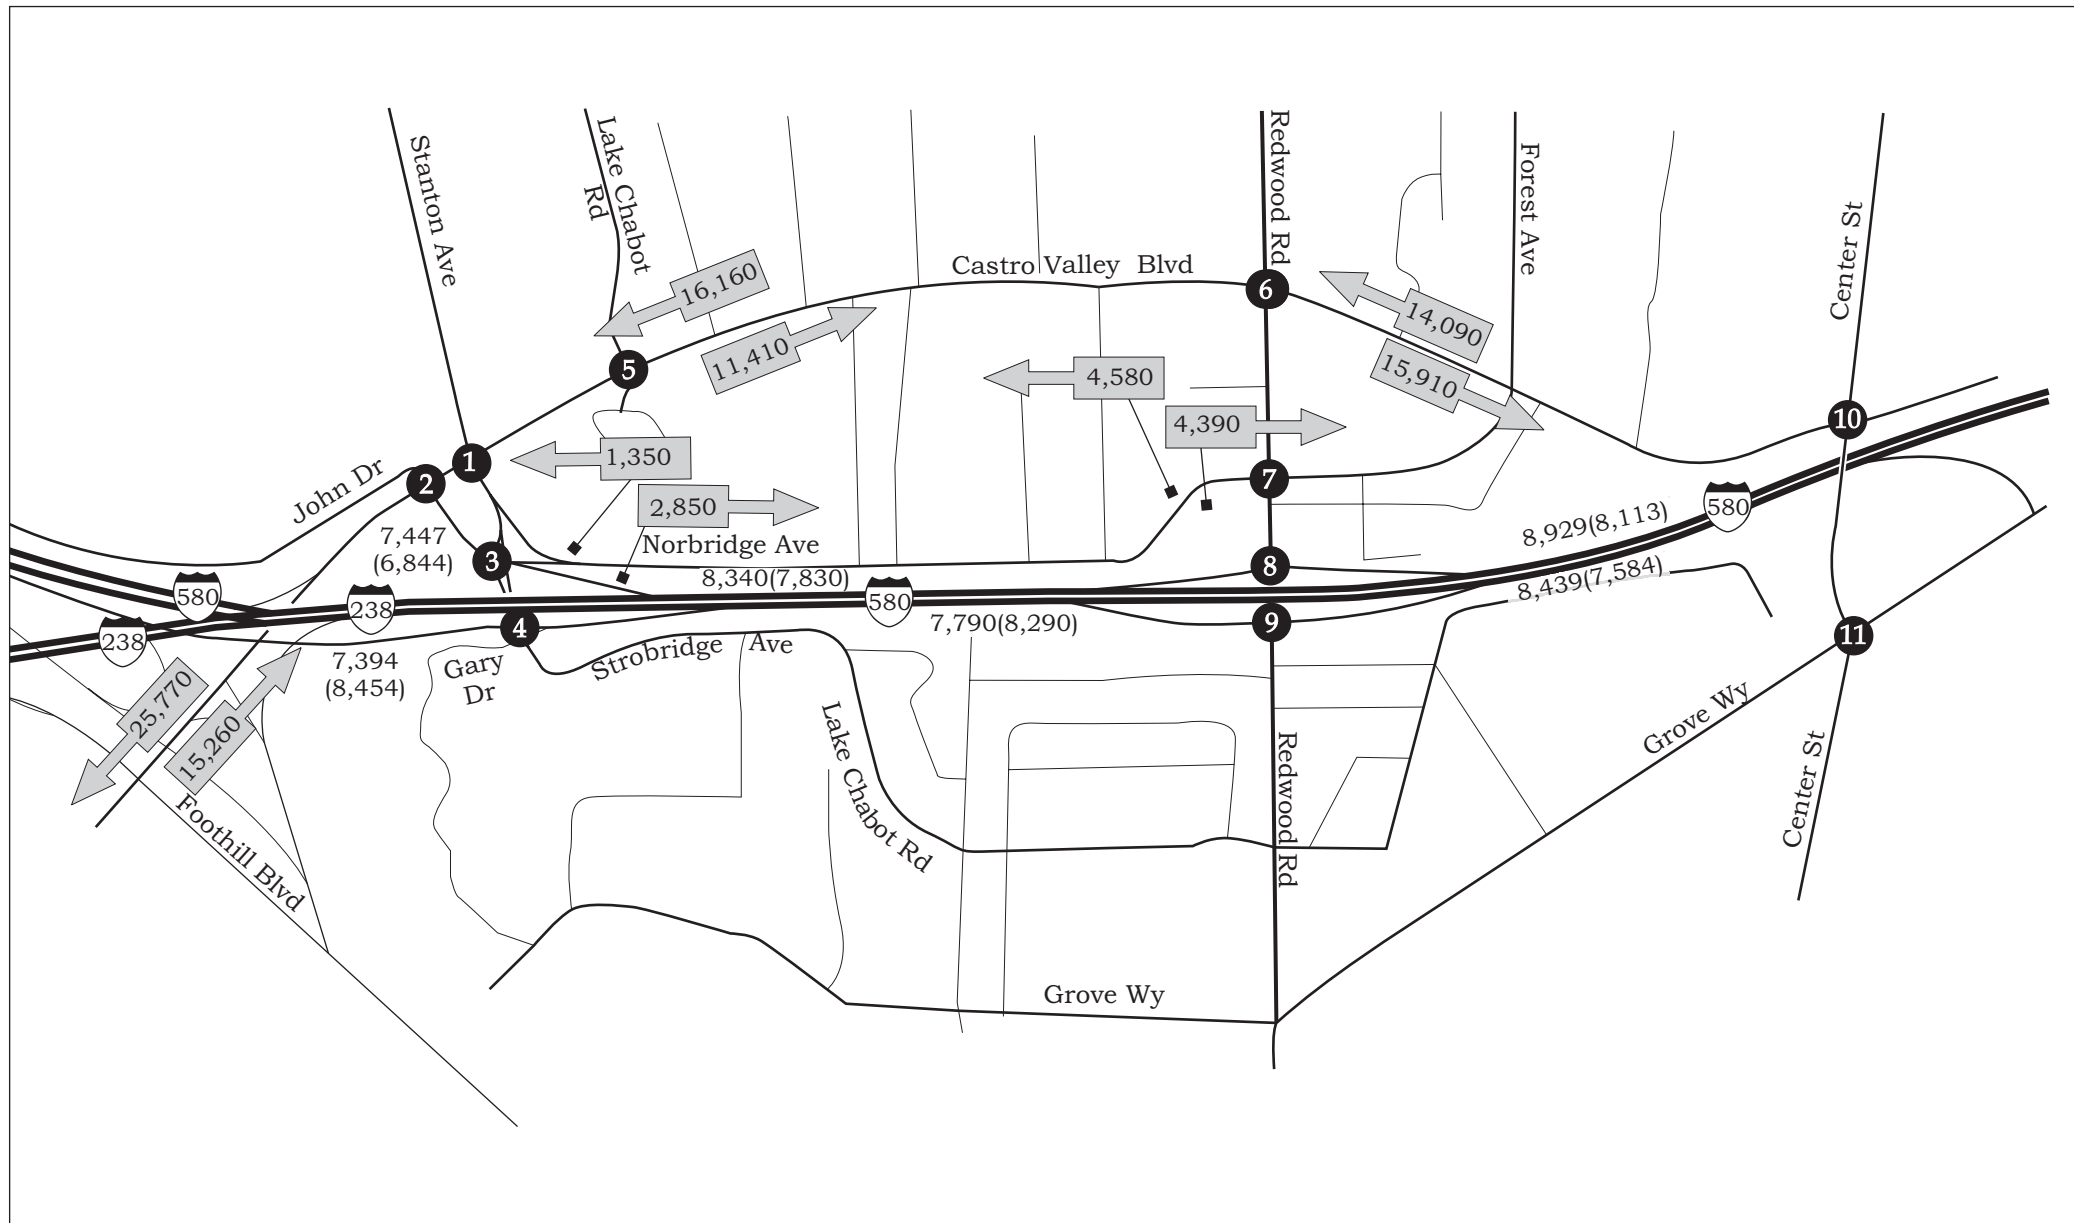 Stanton Ave
Lake Chabot
Rd
Redwood Rd
Forest Ave
Center St
Castro Valley Blvd
16,160
11,410
6
14,090
15,910
5
4,580
4,390
10
John Dr
2
1
1,350
2,850
7
7,447
(6,844)
3
Norbridge Ave
8,340(7,830)
8
8,929(8,113)
580
8,439(7,584)
580
238
238
580
7,790(8,290)
9
4
11
7,394
(8,454)
Gary
Dr
Strobridge Ave
25,770
15,260
Lake Chabot Rd
Redwood Rd
Grove Wy
Center St
Foothill Blvd
Grove Wy